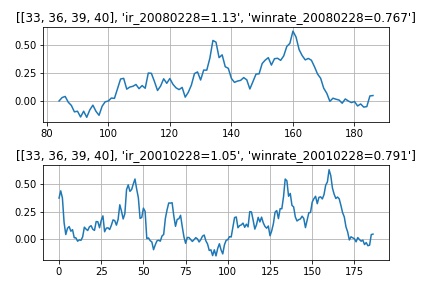 [[33, 36, 39, 40], 'ir_20080228=1.13', 'winrate_20080228=0.767']
0.50
0.25
0.00
80 100 120 140 160 180
[[33, 36, 39, 40], 'ir_20010228=1.05', 'winrate_20010228=0.791']
0.50
0.25
0.00
0 25 50 75 100 125 150 175